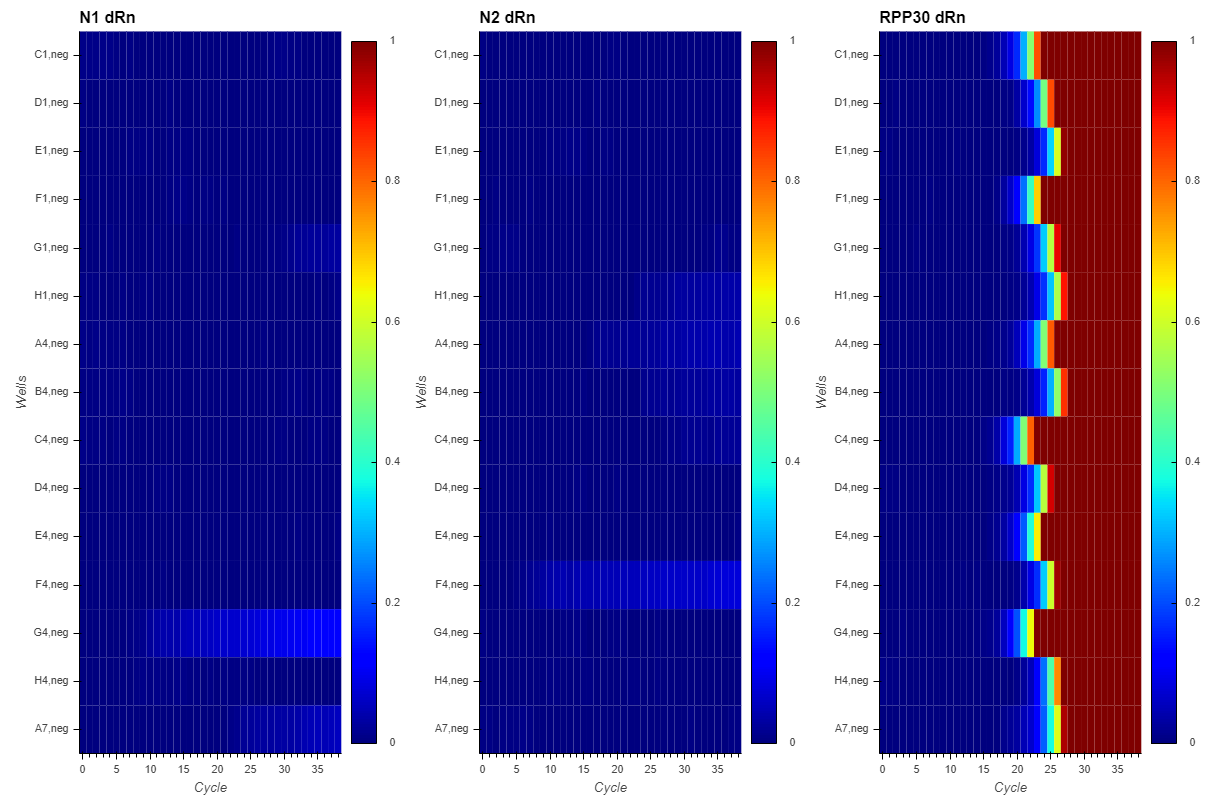 N1 dRn
C1,neg
D1,neg
E1,neg
F1,neg
G1,neg
H1,neg
A4,neg
B4,neg
C4,neg
D4,neg
E4,neg
F4,neg
G4,neg
H4,neg
A7,neg
Wells
0 5 10 15 20 25 30 35
Cycle
1
0.8
0.6
0.4
0.2
0
N2 dRn
C1,neg
D1,neg
E1,neg
F1,neg
G1,neg
H1,neg
A4,neg
B4,neg
C4,neg
D4,neg
E4,neg
F4,neg
G4,neg
H4,neg
A7,neg
Wells
0 5 10 15 20 25 30 35
Cycle
1
0.8
0.6
0.4
0.2
0
RPP30 dRn
C1,neg
D1,neg
E1,neg
F1,neg
G1,neg
H1,neg
A4,neg
B4,neg
C4,neg
D4,neg
E4,neg
F4,neg
G4,neg
H4,neg
A7,neg
Wells
0 5 10 15 20 25 30 35
Cycle
1
0.8
0.6
0.4
0.2
0